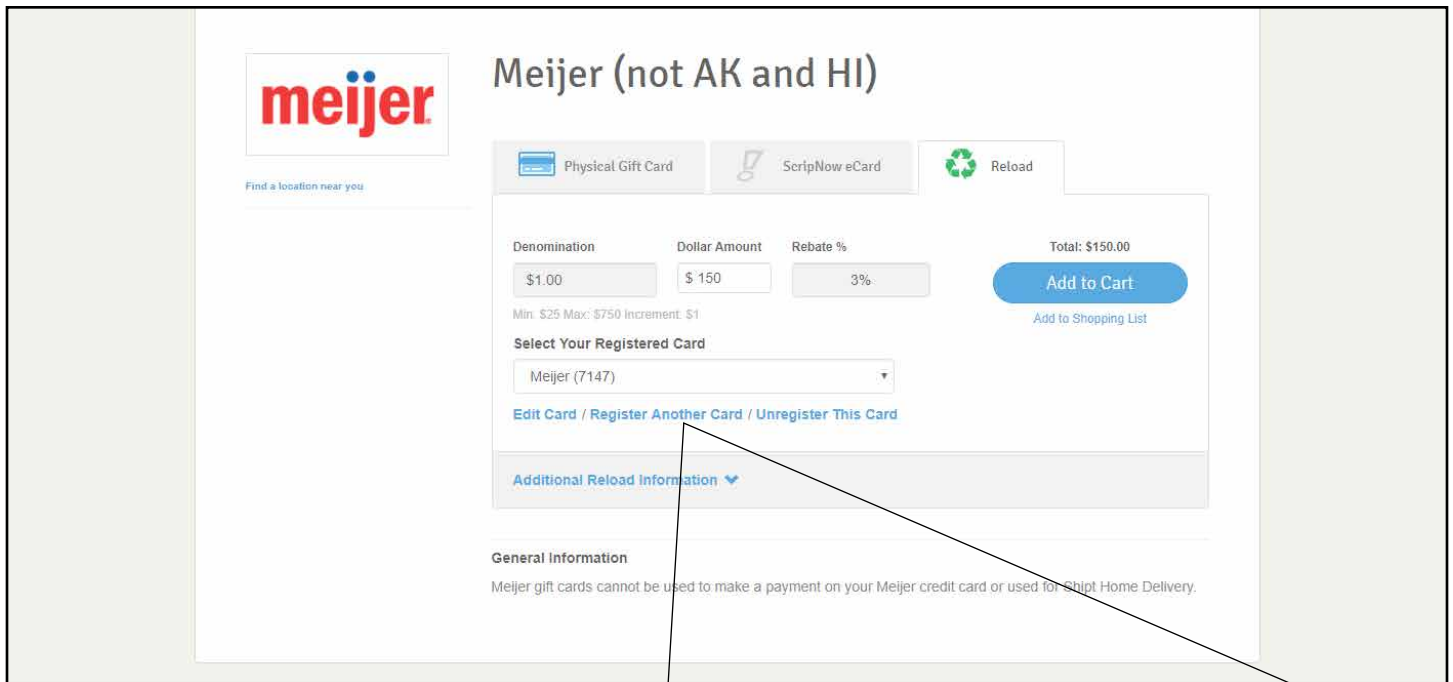 meijer
Find a location near you
Meijer (not AK and HI)
Physical Gift Card
ScripNow eCard
Reload
Denomination Dollar Amount Rebate % Total: $150.00
$1.00 $ 150 3% Add to Cart
Min: $25 Max: $750 Increment: $1 Add to Shopping List
Select Your Registered Card
Meijer (7147)
Edit Card / Register Another Card / Unregister This Card
Additional Reload Information
General Information
Meijer gift cards cannot be used to make a payment on your Meijer credit card or used for Shipt Home Delivery.